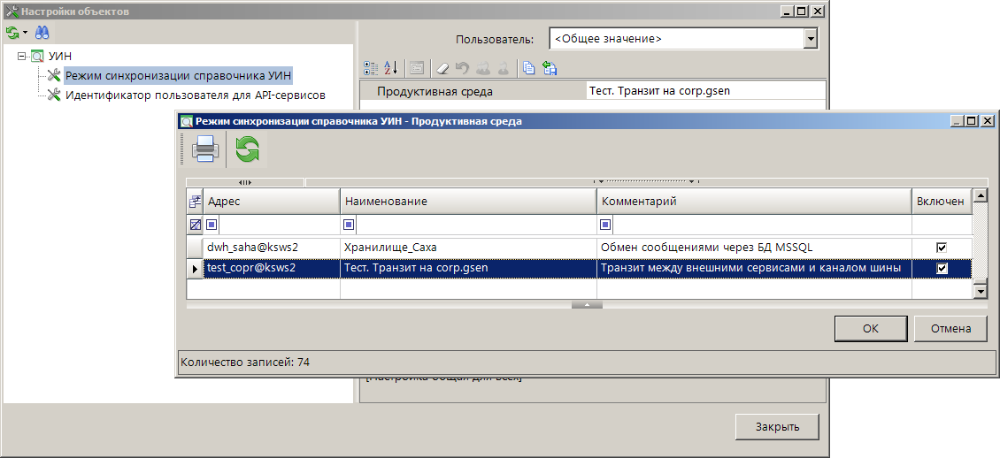 Настройки объектов
Пользователь: <Общее значение>
УИН
Режим синхронизации справочника УИН
Идентификатор пользователя для API-сервисов
Продуктивная среда Тест. Транзит на corp.gsen
Режим синхронизации справочника УИН - Продуктивная среда
Адрес Наименование Комментарий Включен
dwh_saha@ksws2 Хранилище_Саха Обмен сообщениями через БД MSSQL
test_copr@ksws2 Тест. Транзит на corp.gsen Транзит между внешними сервисами и каналом шины
OK Отмена
Количество записей: 74
[Настройка общая для всех]
Закрыть